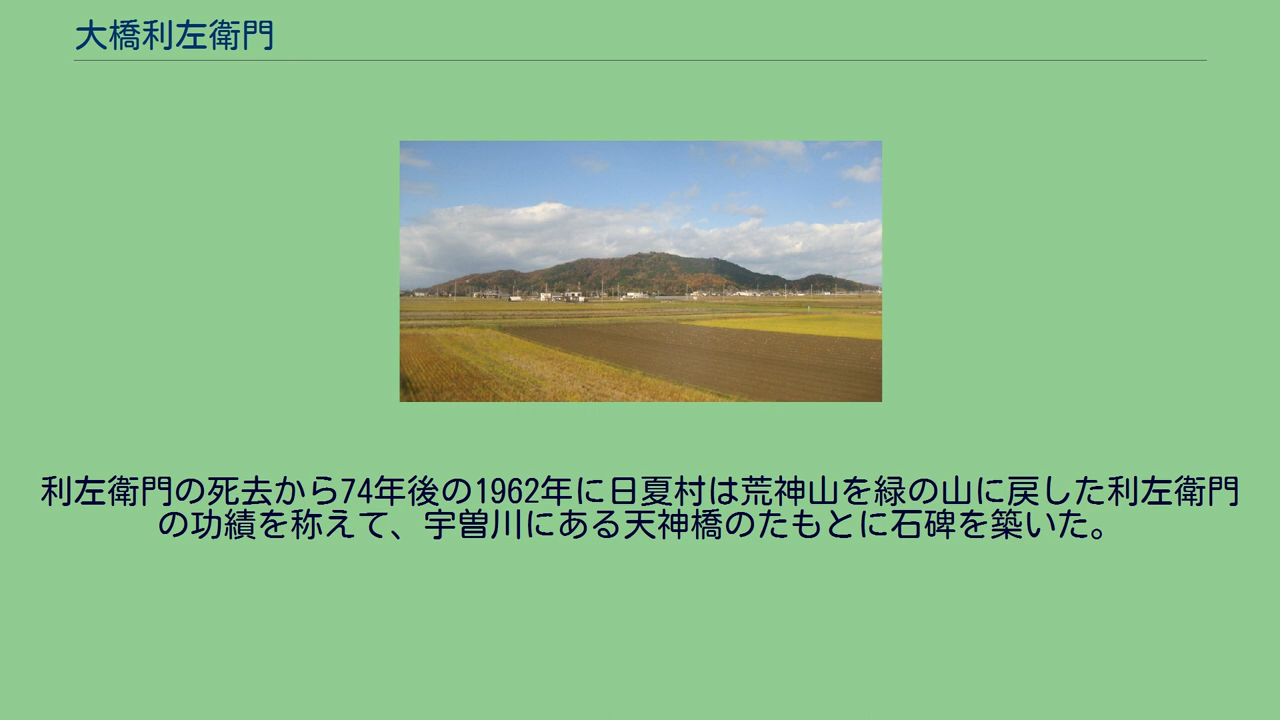 大橋利左衛門
利左衛門の死去から74年後の1962年に日夏村は荒神山を緑の山に戻した利左衛門
の功績を称えて、宇曽川にある天神橋のたもとに石碑を築いた。